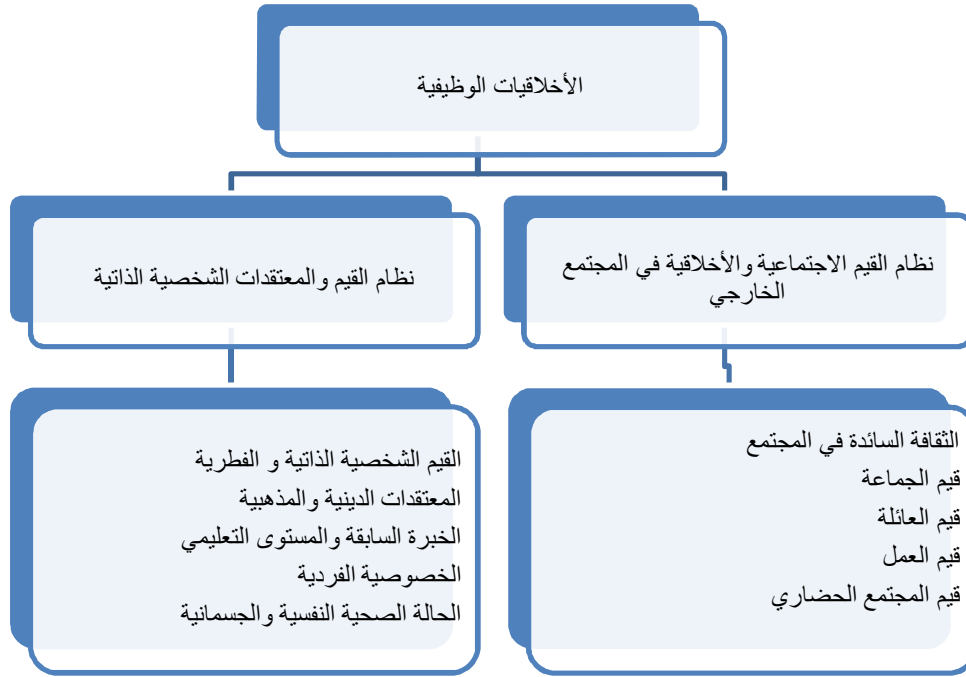 الأخلاقيات الوظيفية
نظام القيم الاجتماعية والأخلاقية في المجتمع
الخارجي
نظام القيم والمعتقدات الشخصية الذاتية
الثقافة السائدة في المجتمع
قيم الجماعة
قيم العائلة
قيم العمل
قيم المجتمع الحضاري
القيم الشخصية الذاتية و الفطرية
المعتقدات الدينية والمذهبية
الخبرة السابقة والمستوى التعليمي
الخصوصية الفردية
الحالة الصحية النفسية والجسمانية